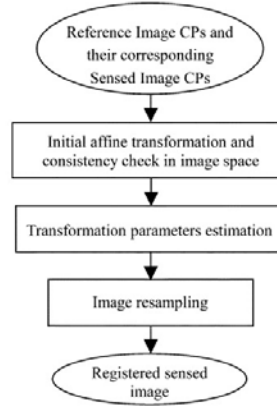 Reference Image CPs and
their corresponding
Sensed Image CPs
Initial affine transformation and
consistency check in image space
Transformation parameters estimation
Image resampling
Registered sensed
image